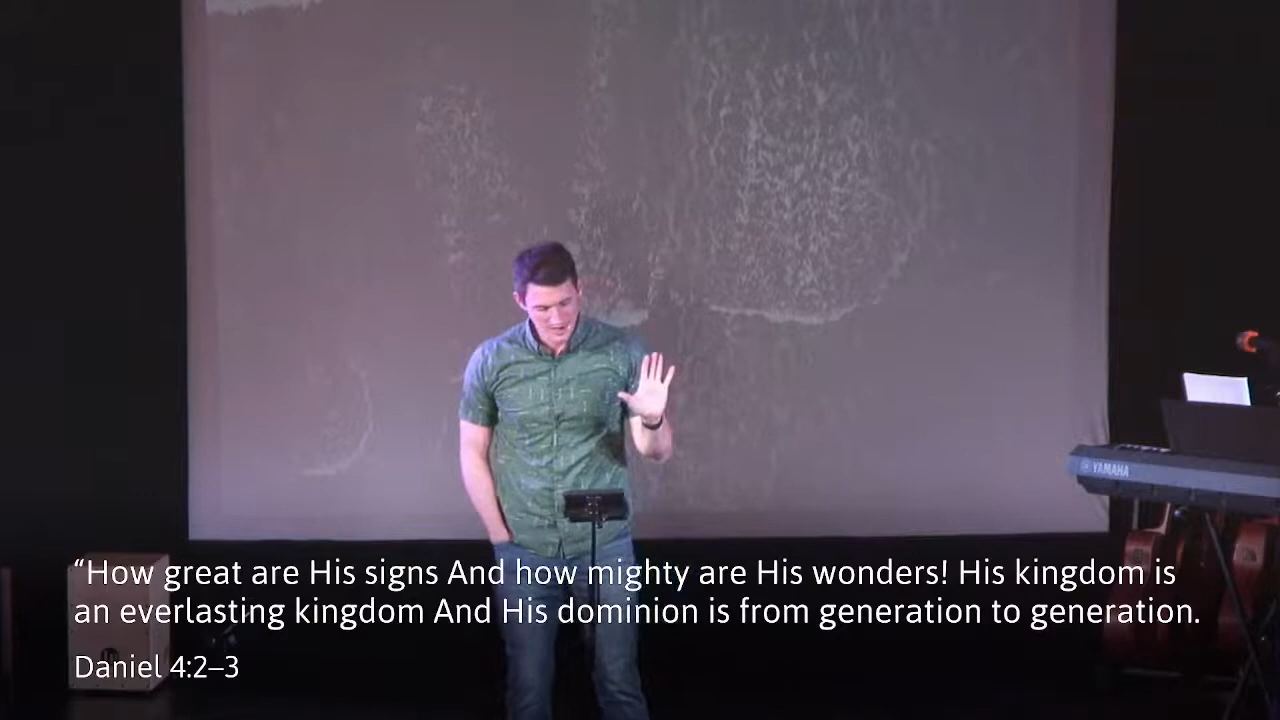 YAMAHA
“How great are His signs And how mighty are His wonders! His kingdom is
an everlasting kingdom And His dominion is from generation to generation.
Daniel 4:2–3